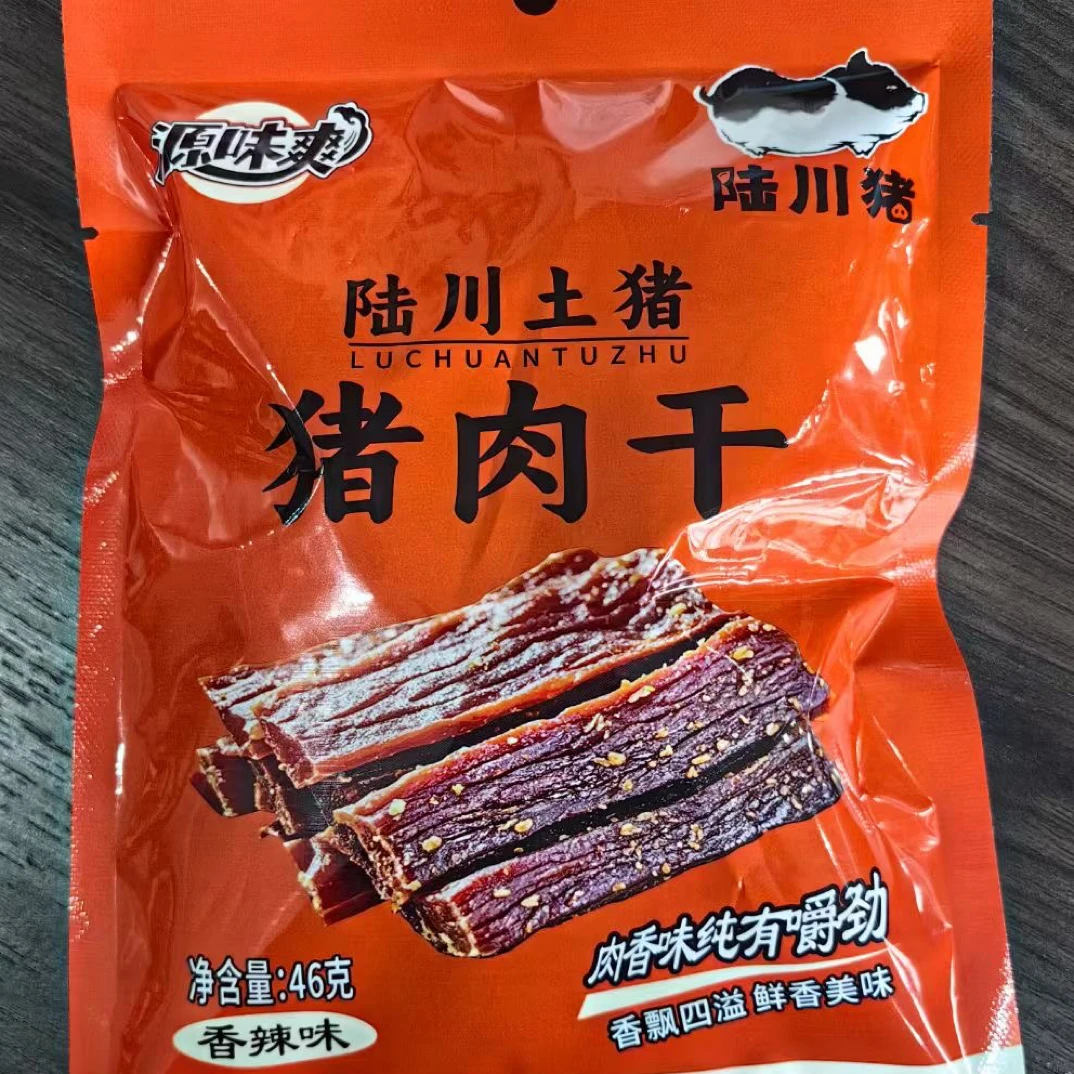 源味爽
陆川猪
陆川土猪
LUCHUANTUZHU
猪肉干
肉香味纯有嚼劲
香飘四溢 鲜香美味
净含量:46克
香辣味